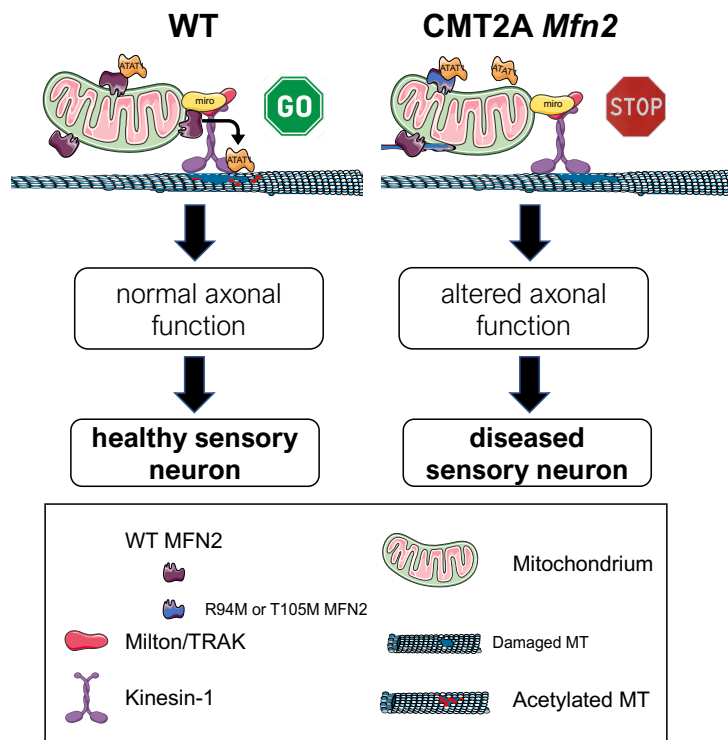 WT
CMT2A Mfn2
ATAT1
miro
GO
ATAT1
ATAT1
ATAT1
miro
STOP
normal axonal
function
altered axonal
function
healthy sensory
neuron
diseased
sensory neuron
WT MFN2
R94M or T105M MFN2
Milton/TRAK
Kinesin-1
Mitochondrium
Damaged MT
Acetylated MT